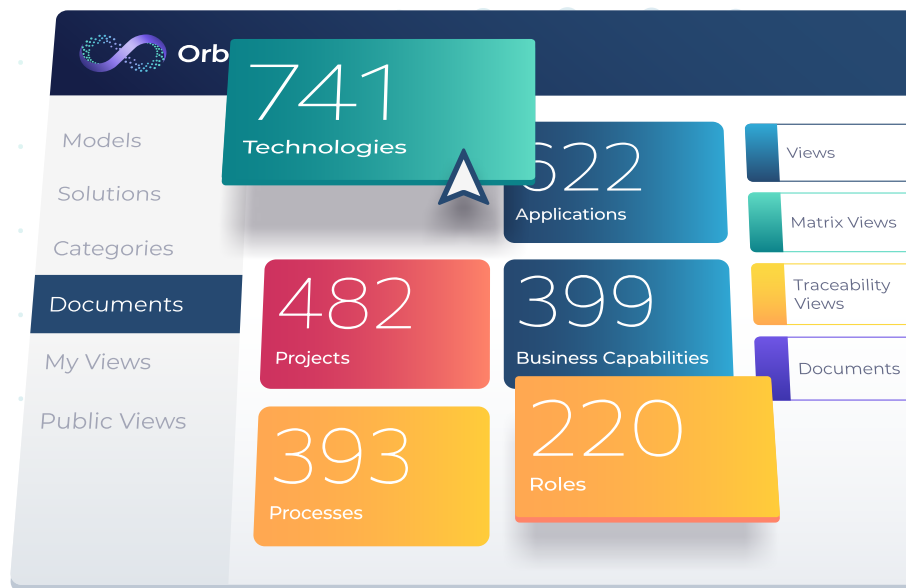 Orb
741
Technologies
622
Applications
Views
Models
Solutions
Matrix Views
Categories
482
Projects
399
Business Capabilities
Traceability
Views
Documents
My Views
Documents
Public Views
393
Processes
220
Roles